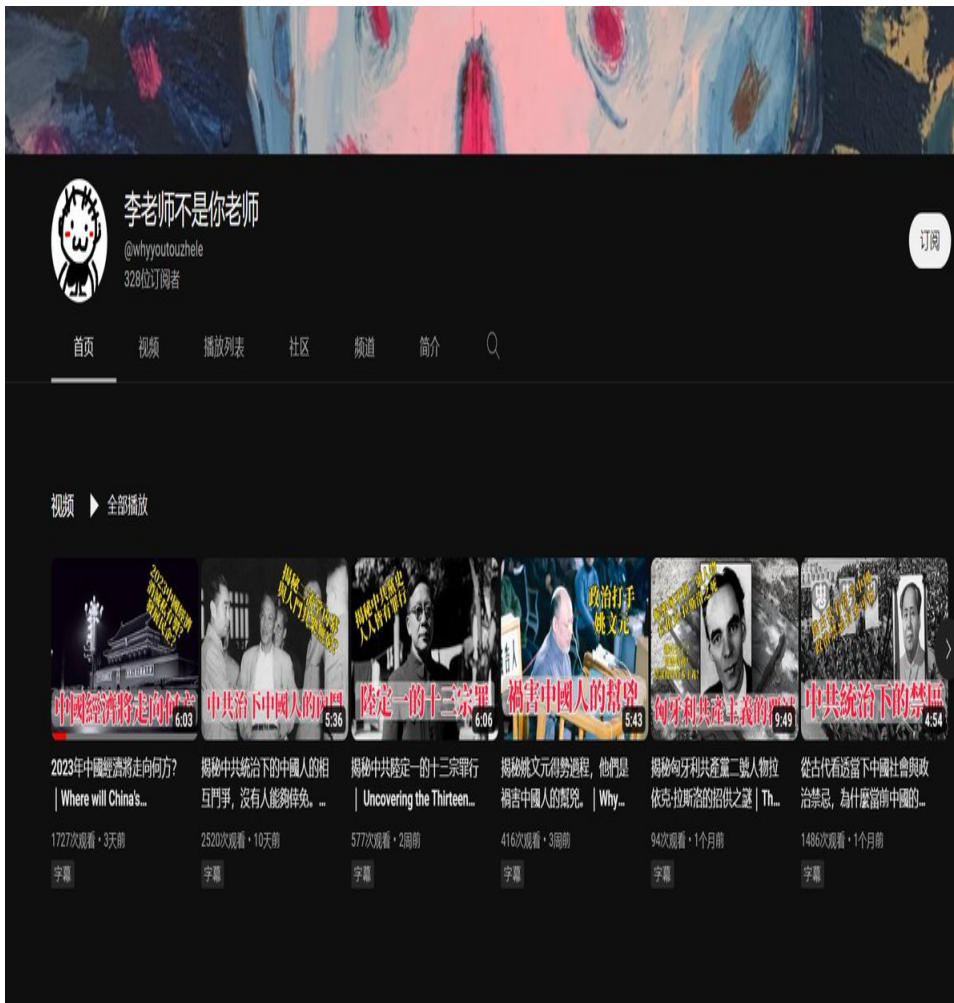 李老师不是你老师
@whyyoutouzhele
328位订阅者
订阅
首页 视频 播放列表 社区 频道 简介
视频 全部播放
中國經濟將走向何方
6:03
中共治下中國人的
5:36
揭秘中共黨史
人人皆有罪行
陸定一的十三宗罪
6:06
政治打手
姚文元
禍害中國人的幫兇
5:43
匈牙利共產主義的
9:49
中共統治下的禁區
4:54
2023年中國經濟將走向何方?
| Where will China's...
1727次观看・3天前
字幕
揭秘中共統治下的中國人的相
互鬥爭，沒有人能夠倖免。...
2520次观看・10天前
字幕
揭秘中共陸定一的十三宗罪行
| Uncovering the Thirteen...
577次观看・2周前
字幕
揭秘姚文元得勢過程，他們是
禍害中國人的幫兇。| Why...
416次观看・3周前
字幕
揭秘匈牙利共產黨二號人物拉
依克·拉斯洛的招供之謎 | Th...
94次观看・1个月前
字幕
從古代看透當下中國社會與政
治禁忌，為什麼當前中國的...
1486次观看・1个月前
字幕